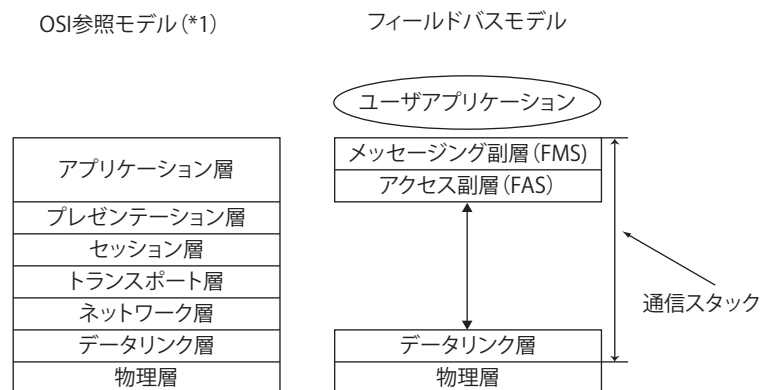 OSI参照モデル(*1)
フィールドバスモデル
ユーザアプリケーション
アプリケーション層
プレゼンテーション層
セッション層
トランスポート層
ネットワーク層
データリンク層
物理層
メッセージング副層(FMS)
アクセス副層(FAS)
データリンク層
物理層
通信スタック